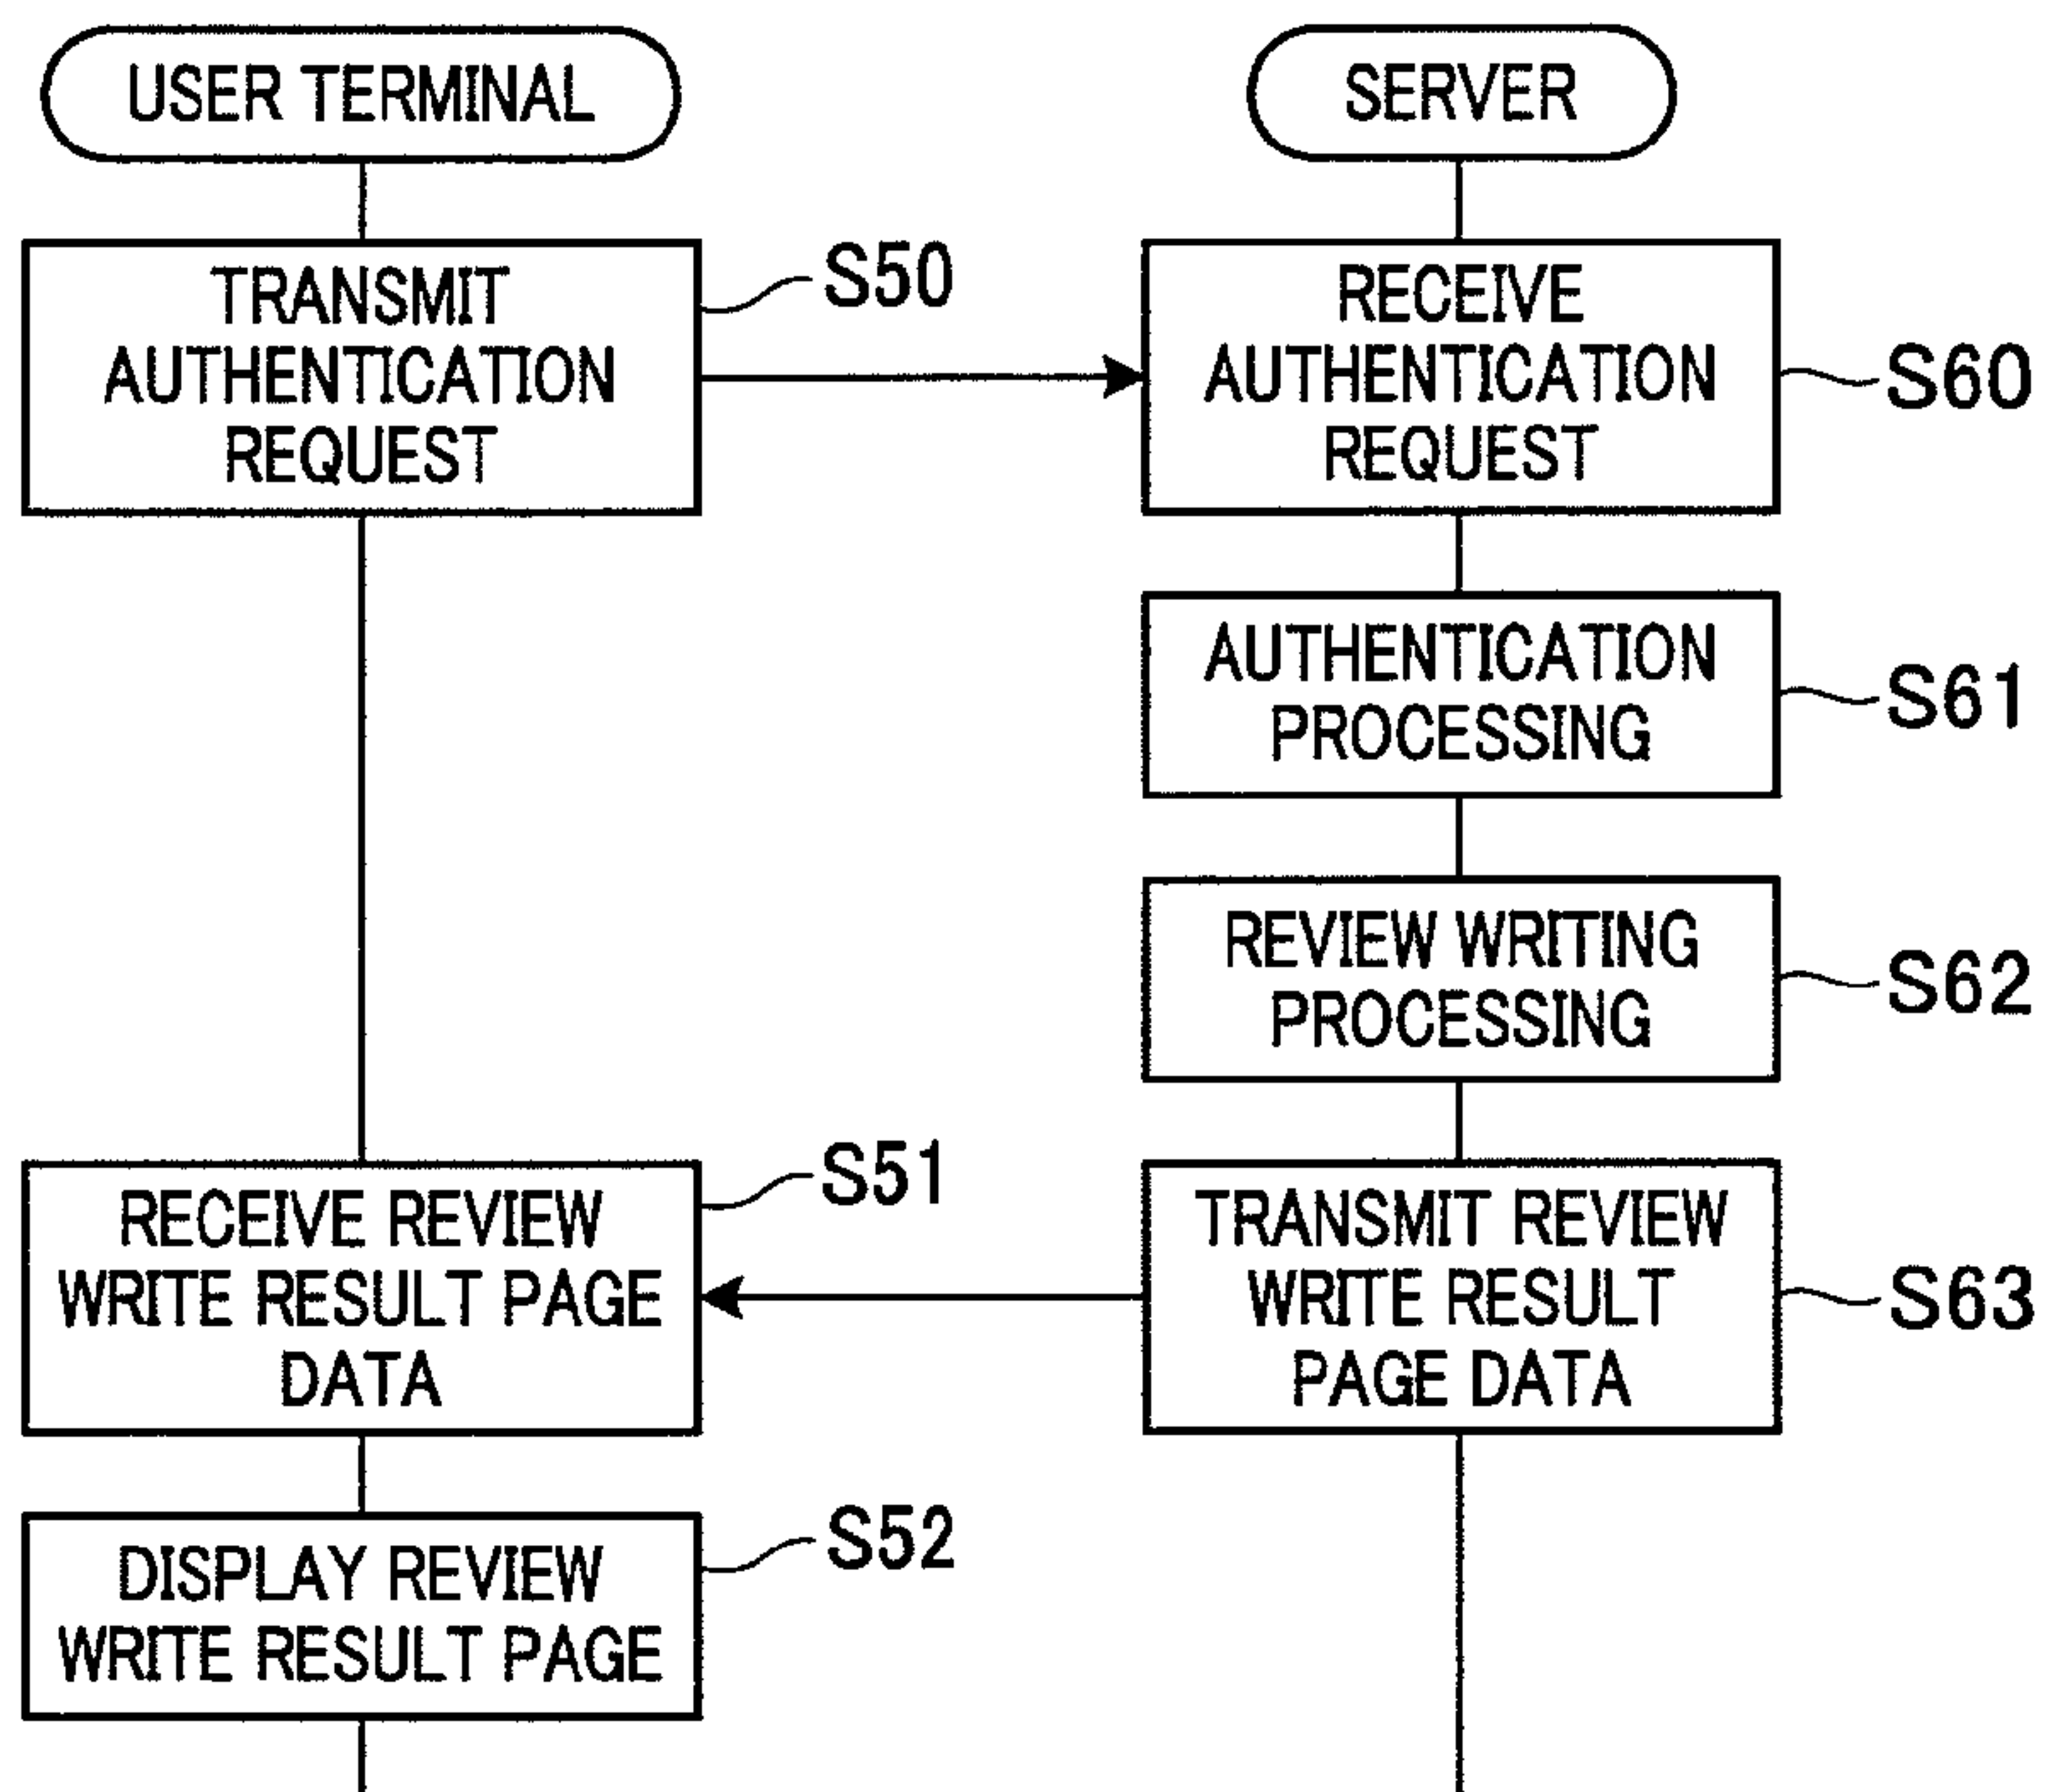 USER TERMINAL
SERVER
TRANSMIT
AUTHENTICATION
REQUEST
S50
RECEIVE
AUTHENTICATION
REQUEST
S60
AUTHENTICATION
PROCESSING
S61
REVIEW WRITING
PROCESSING
S62
RECEIVE REVIEW
WRITE RESULT PAGE
DATA
S51
TRANSMIT REVIEW
WRITE RESULT
PAGE DATA
S63
DISPLAY REVIEW
WRITE RESULT PAGE
S52